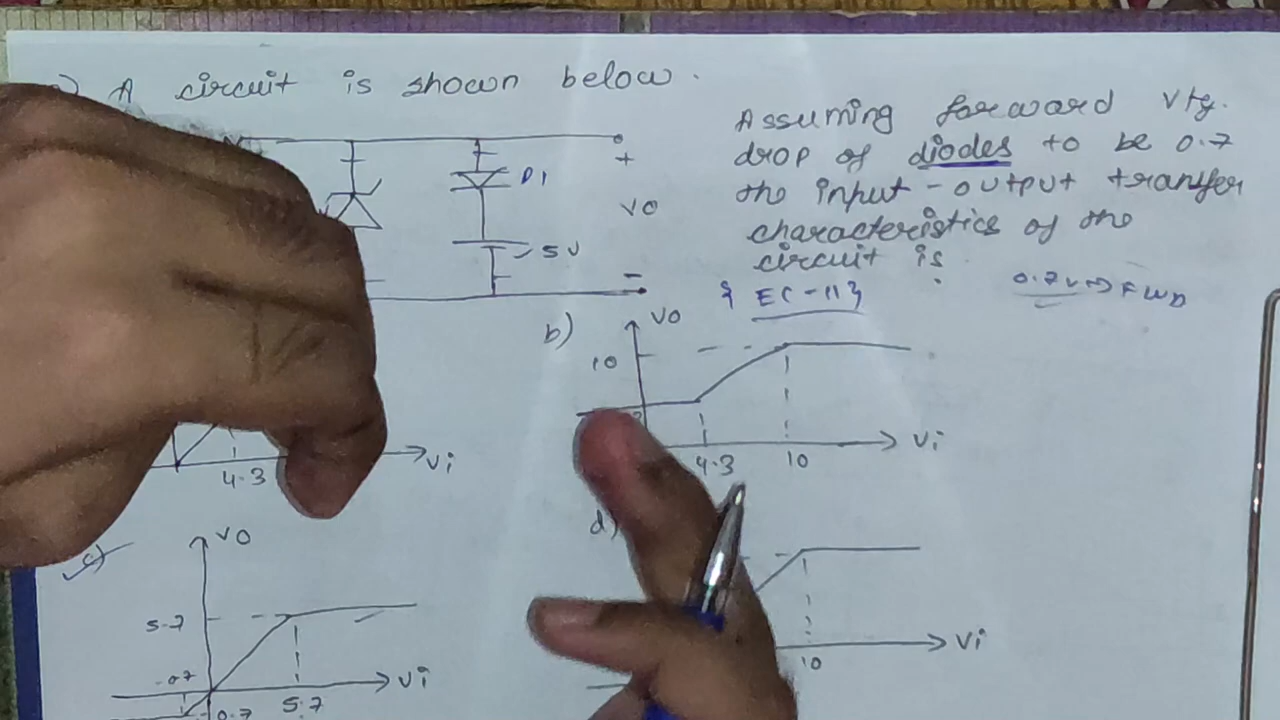 A circuit is shown below.
Assuming forward Vtg.
drop of diodes to be 0.7
the input-output transfer
characteristics of the
circuit is :
{ EC-11}
0.7V → FWD
D1
+
VO
5V
-
b)
VO
10
4.3
10
Vi
Vi
4.3
c)
VO
5.7
-0.7
5.7
Vi
-0.7
d)
10
Vi